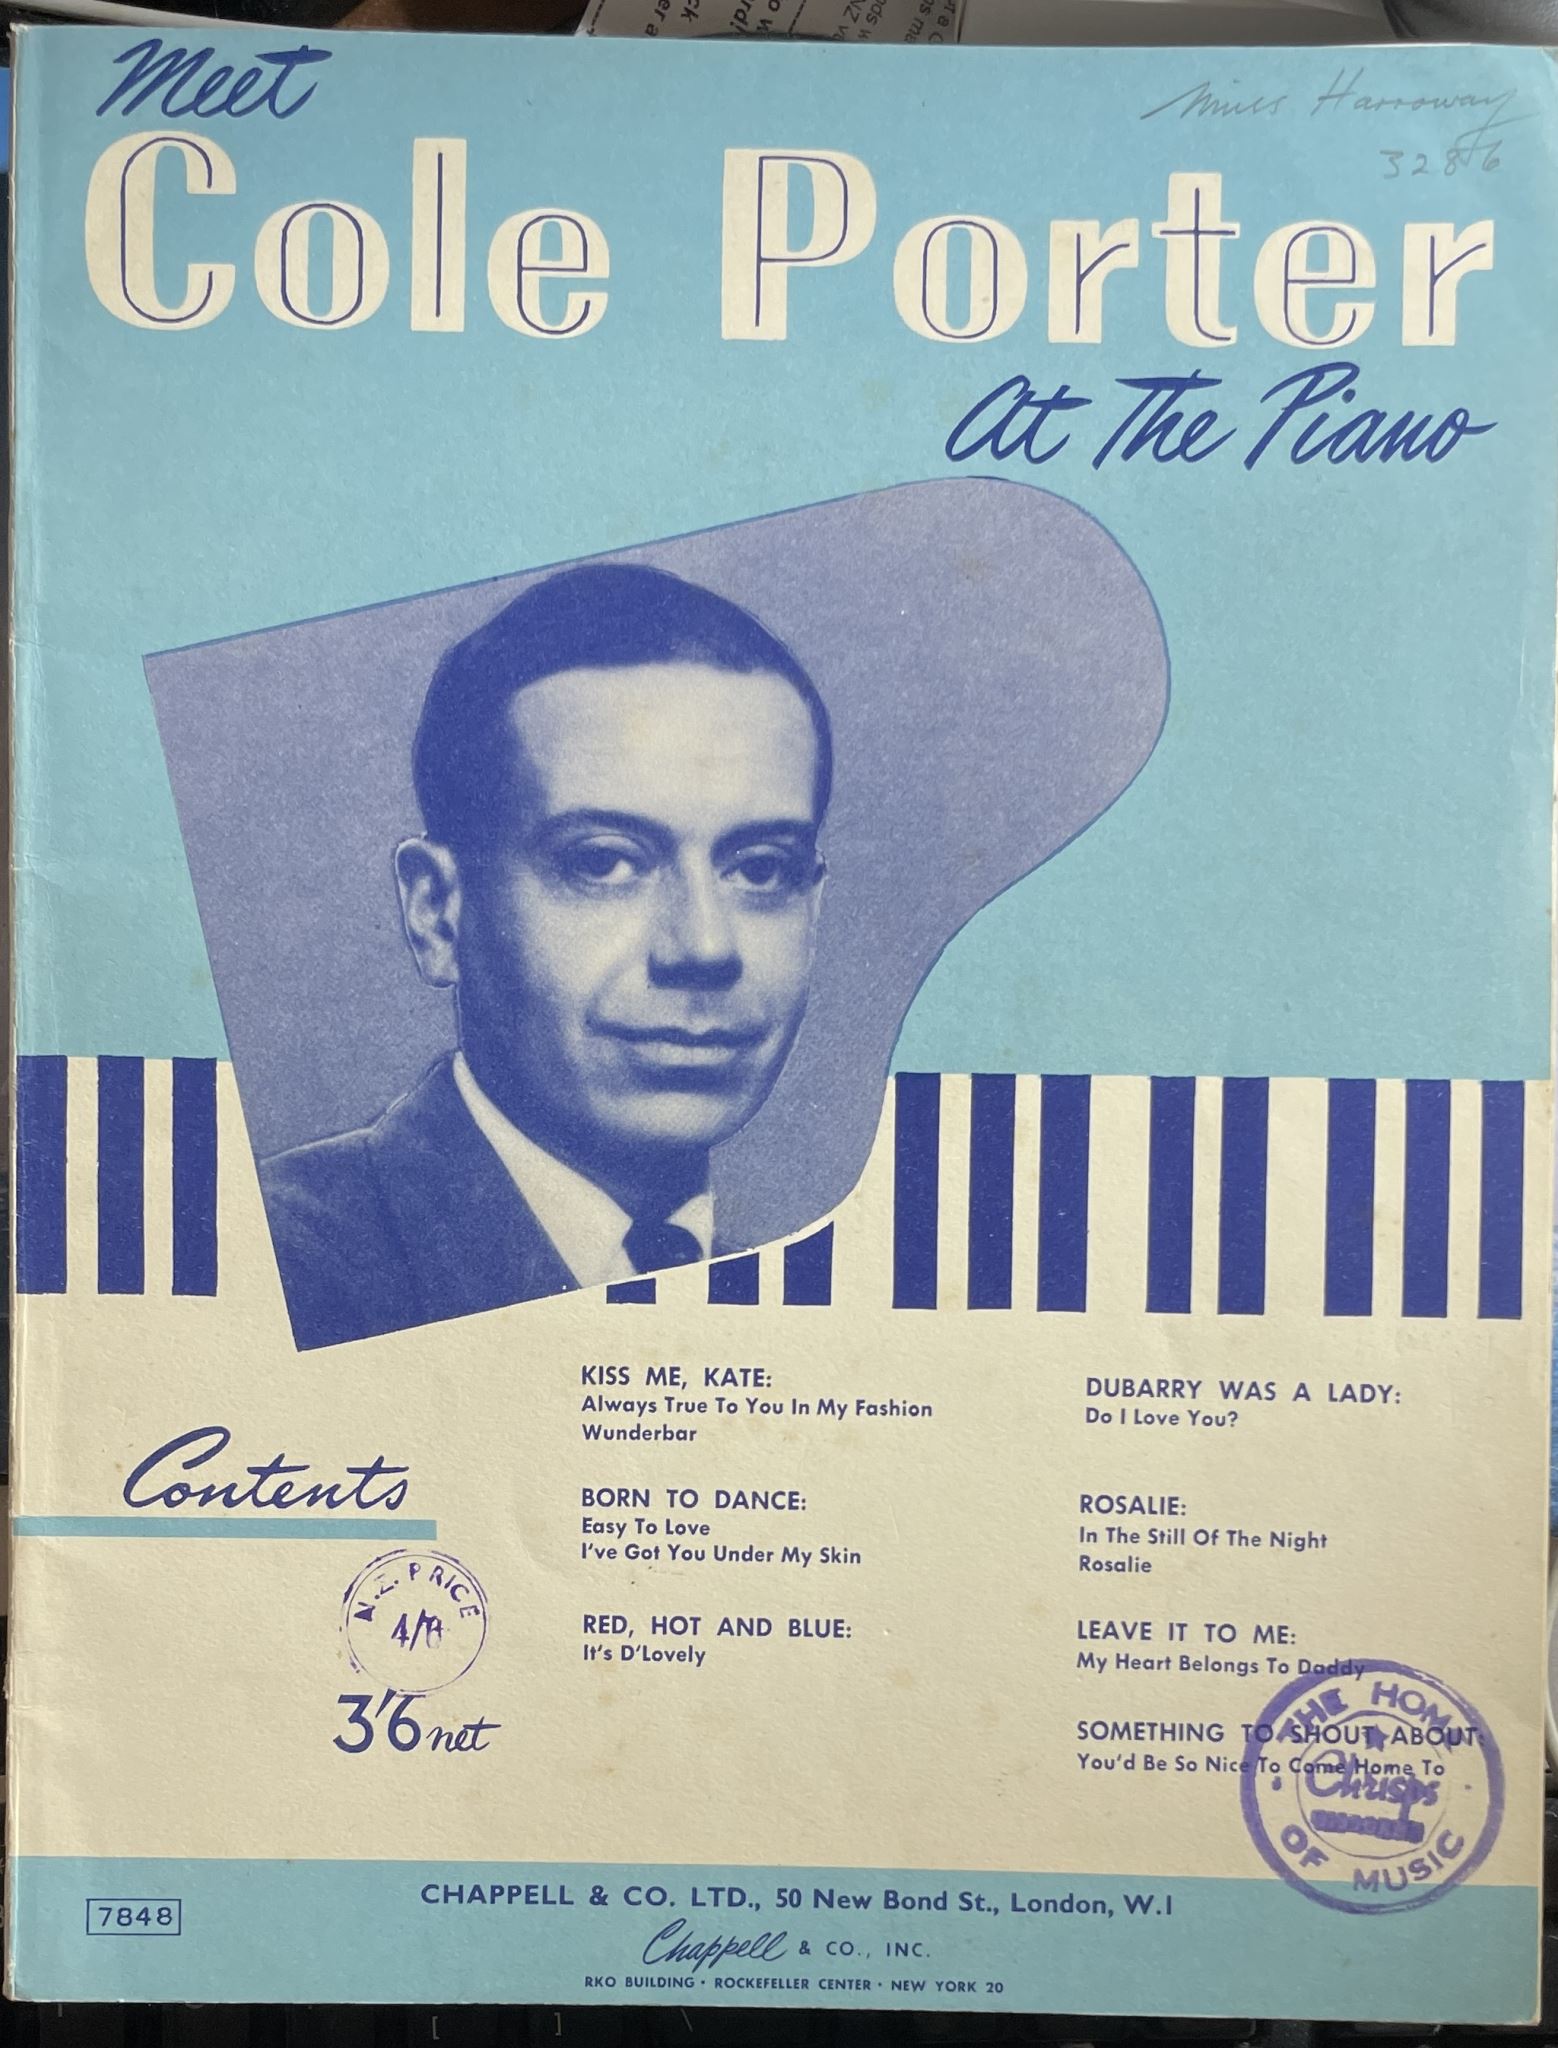 Meet
Cole Porter
At The Piano
Harroway
3286
KISS ME, KATE:
Always True To You In My Fashion
Wunderbar
BORN TO DANCE:
Easy To Love
I've Got You Under My Skin
RED, HOT AND BLUE:
It's D'Lovely
DUBARRY WAS A LADY:
Do I Love You?
ROSALIE:
In The Still Of The Night
Rosalie
LEAVE IT TO ME:
My Heart Belongs To Daddy
SOMETHING TO SHOUT ABOUT:
You'd Be So Nice To Come Home To
Contents
N.Z. PRICE
3'6 net
THE HOME
Chrisps
OF MUSIC
7848
CHAPPELL & CO. LTD., 50 New Bond St., London, W.1
Chappell & CO., INC.
RKO BUILDING • ROCKEFELLER CENTER • NEW YORK 20